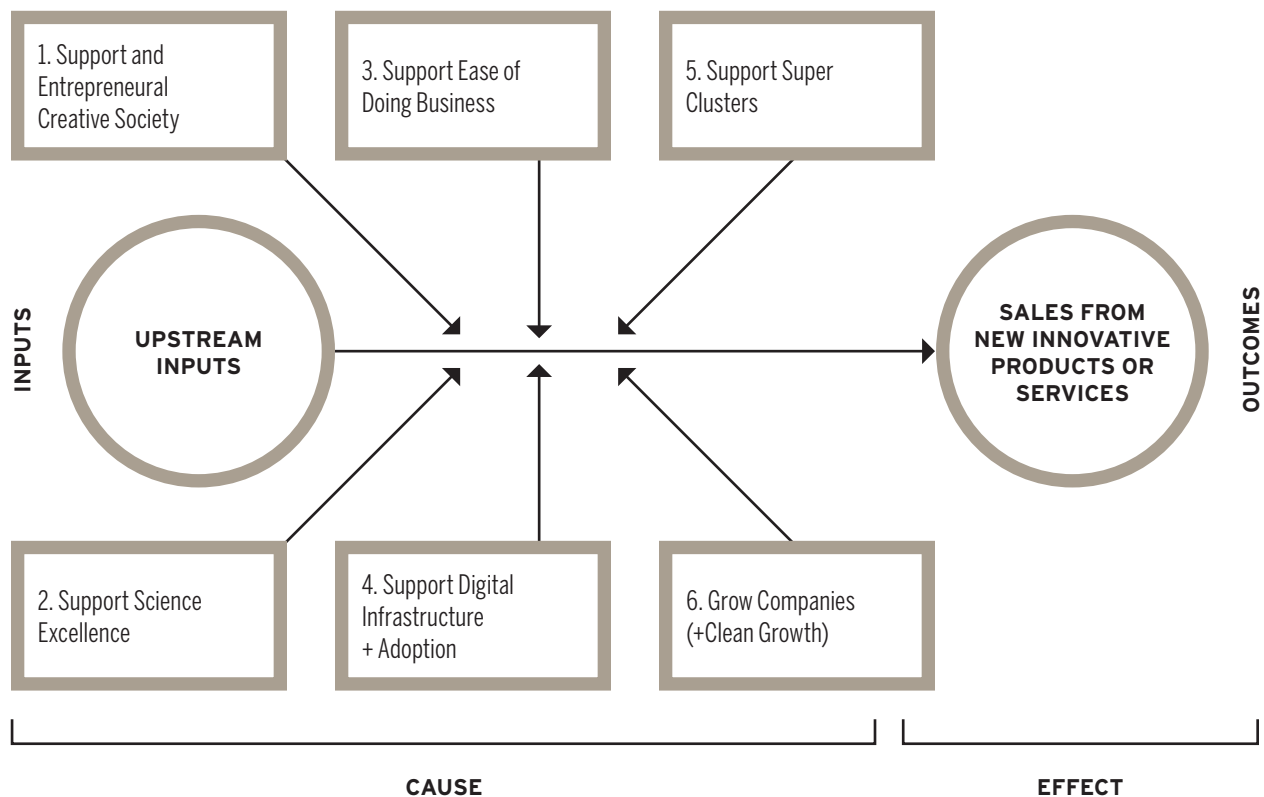 1. Support and
Entrepreneural
Creative Society
3. Support Ease of
Doing Business
5. Support Super
Clusters
INPUTS
UPSTREAM
INPUTS
SALES FROM
NEW INNOVATIVE
PRODUCTS OR
SERVICES
OUTCOMES
2. Support Science
Excellence
4. Support Digital
Infrastructure
+ Adoption
6. Grow Companies
(+Clean Growth)
CAUSE
EFFECT